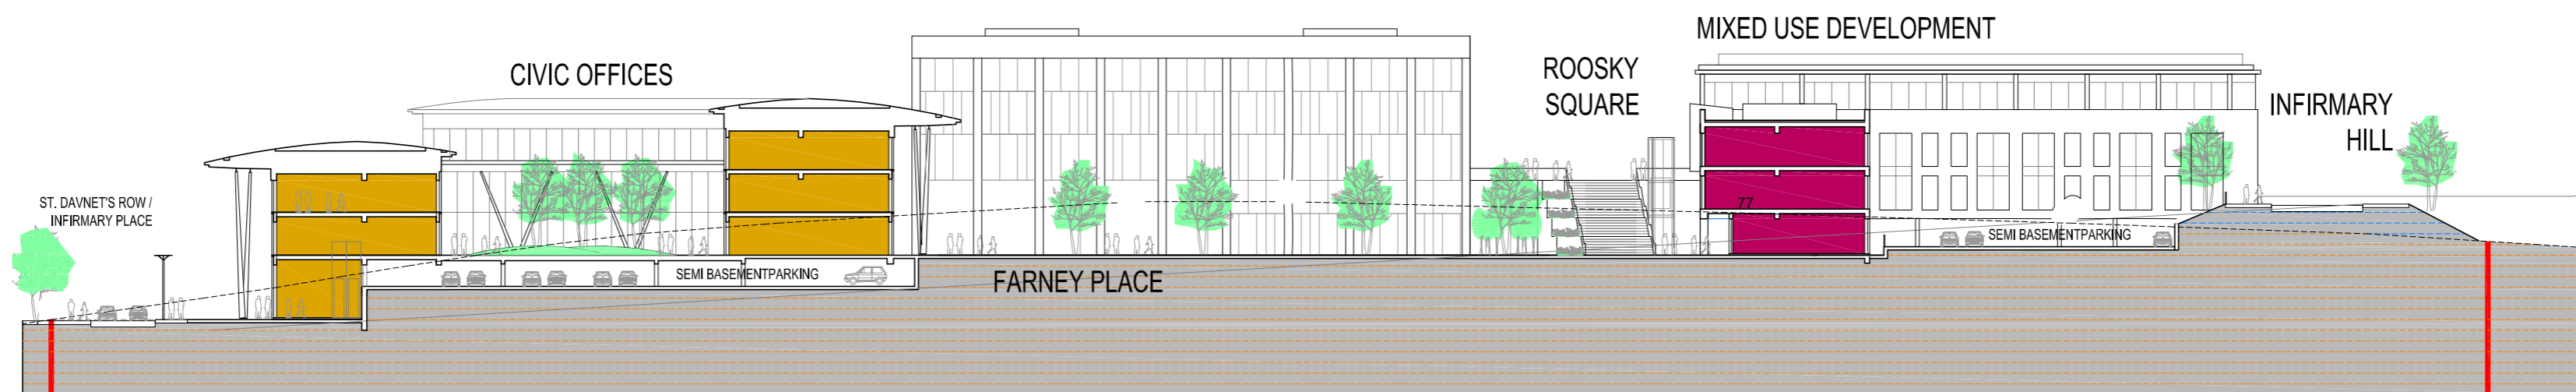 MIXED USE DEVELOPMENT
CIVIC OFFICES
ROOSKY
SQUARE
INFIRMARY
HILL
ST. DAVNET'S ROW /
INFIRMARY PLACE
77
SEMI BASEMENTPARKING
SEMI BASEMENTPARKING
FARNEY PLACE